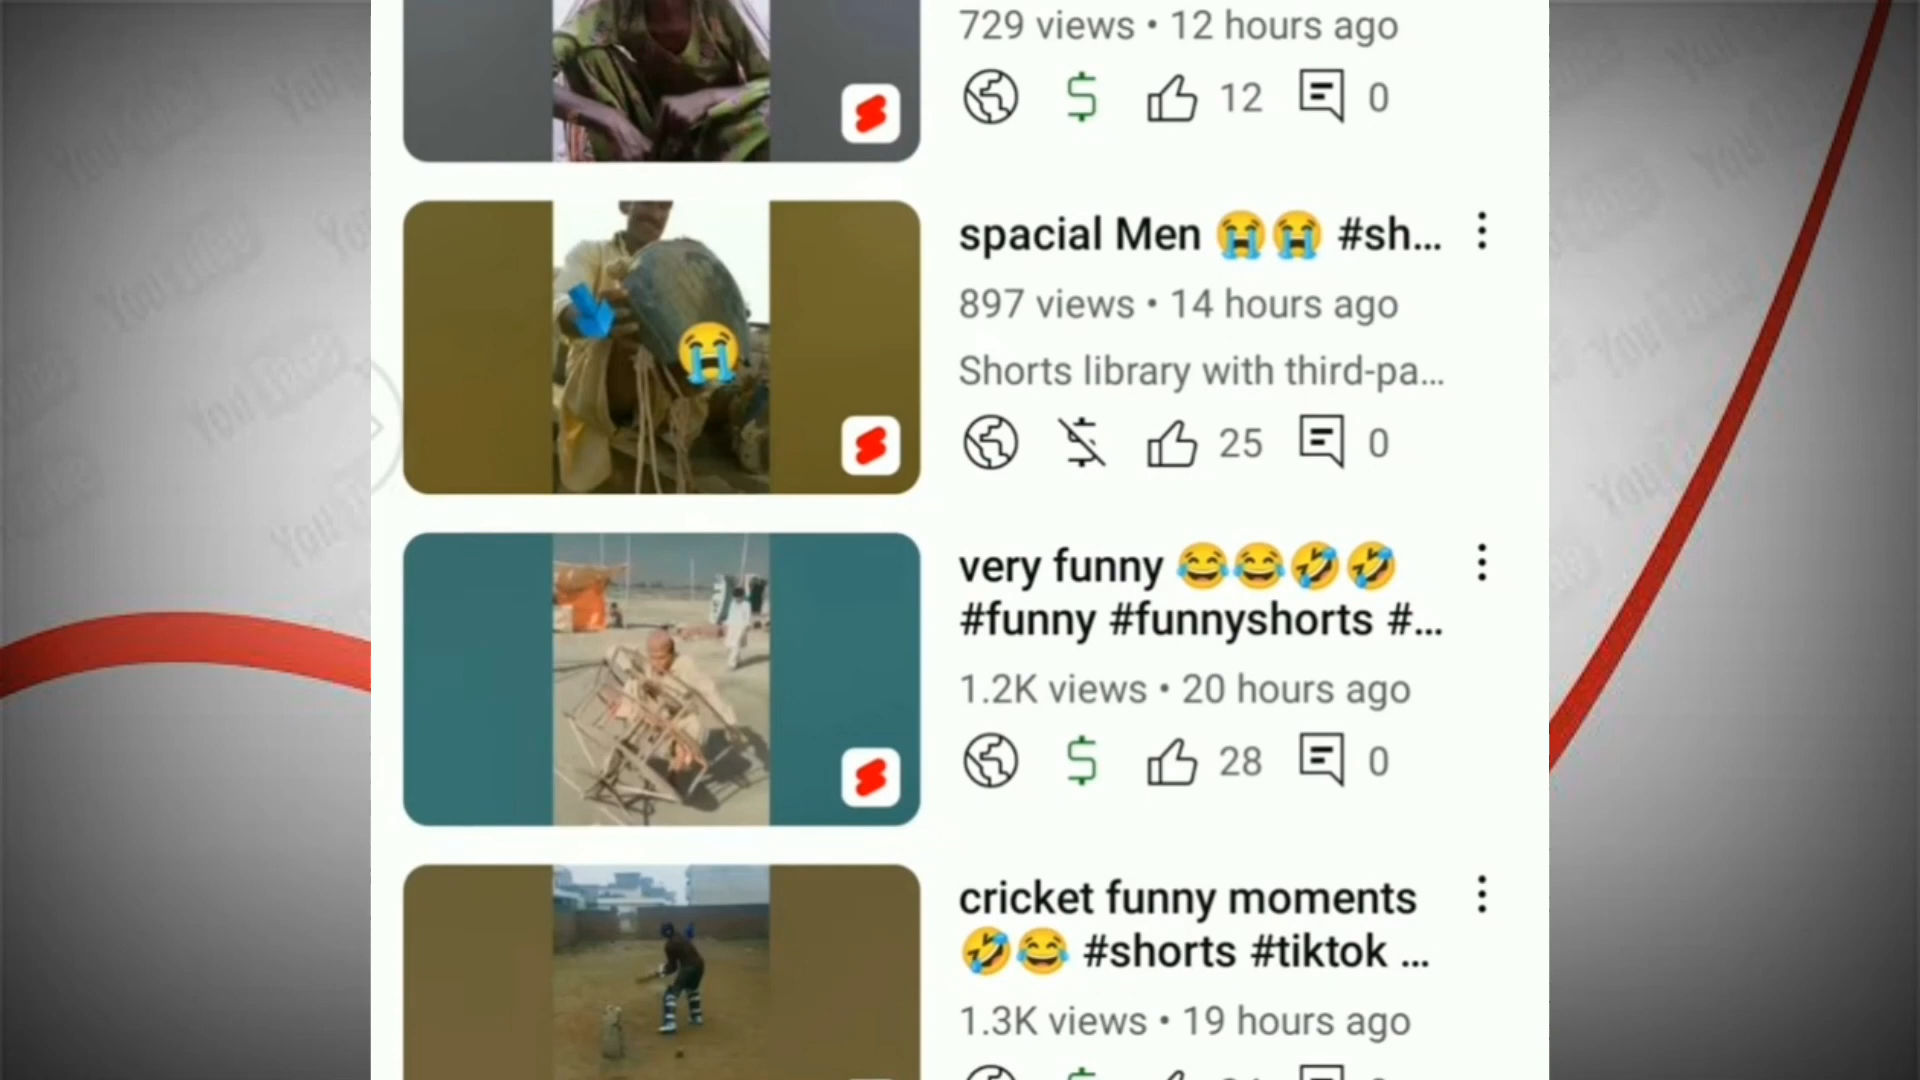 729 views • 12 hours ago
12 0
spacial Men 😭😭 #sh...
897 views • 14 hours ago
Shorts library with third-pa...
25 0
very funny 😂😂🤣🤣
#funny #funnyshorts #...
1.2K views • 20 hours ago
28 0
cricket funny moments
🤣😂 #shorts #tiktok ...
1.3K views • 19 hours ago